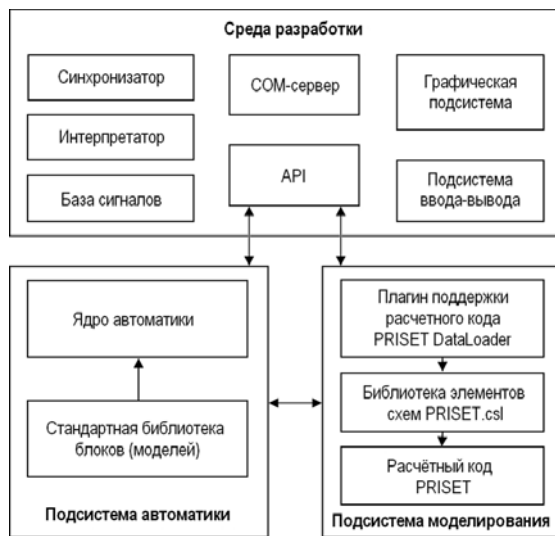 Среда разработки
Синхронизатор
COM-сервер
Графическая
подсистема
Интерпретатор
API
База сигналов
Подсистема
ввода-вывода
Ядро автоматики
Стандартная библиотека
блоков (моделей)
Подсистема автоматики
Плагин поддержки
расчетного кода
PRISET DataLoader
Библиотека элементов
схем PRISET.csl
Расчётный код
PRISET
Подсистема моделирования